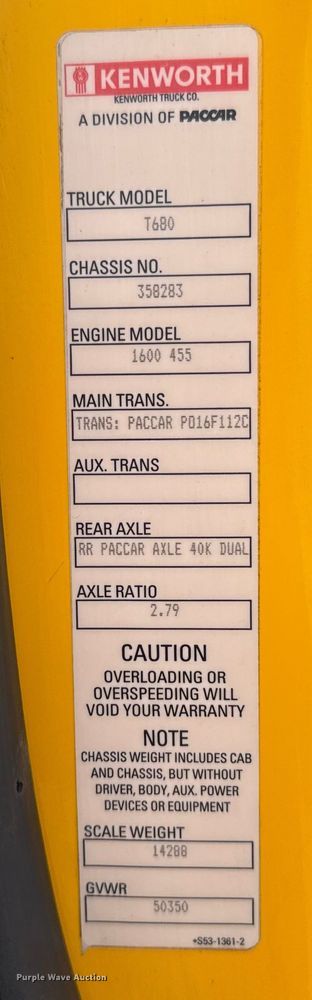 KENWORTH
KENWORTH TRUCK CO.
A DIVISION OF PACCAR
TRUCK MODEL
T680
CHASSIS NO.
358283
ENGINE MODEL
1600 455
MAIN TRANS.
TRANS: PACCAR PO16F112C
AUX. TRANS
REAR AXLE
RR PACCAR AXLE 40K DUAL
AXLE RATIO
2.79
CAUTION
OVERLOADING OR
OVERSPEEDING WILL
VOID YOUR WARRANTY
NOTE
CHASSIS WEIGHT INCLUDES CAB
AND CHASSIS, BUT WITHOUT
DRIVER, BODY, AUX. POWER
DEVICES OR EQUIPMENT
SCALE WEIGHT
14288
GVWR
50350
+S53-1361-2
Purple Wave Auction